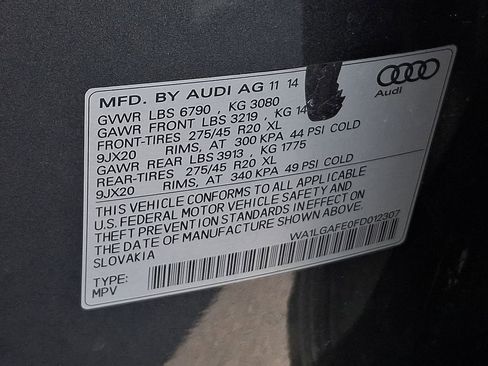 MFD. BY AUDI AG 11 14
GVWR LBS 6790 , KG 3080
GAWR FRONT LBS 3219 , KG 14
FRONT-TIRES 275/45 R20 XL
9JX20 RIMS, AT 300 KPA 44 PSI COLD
GAWR REAR LBS 3913 , KG 1775
REAR-TIRES 275/45 R20 XL
9JX20 RIMS, AT 340 KPA 49 PSI COLD
THIS VEHICLE CONFORMS TO ALL APPLICABLE
U.S. FEDERAL MOTOR VEHICLE SAFETY AND
THEFT PREVENTION STANDARDS IN EFFECT ON
THE DATE OF MANUFACTURE SHOWN ABOVE.
SLOVAKIA
WA1LGAFE0FD012307
TYPE:
MPV
Audi